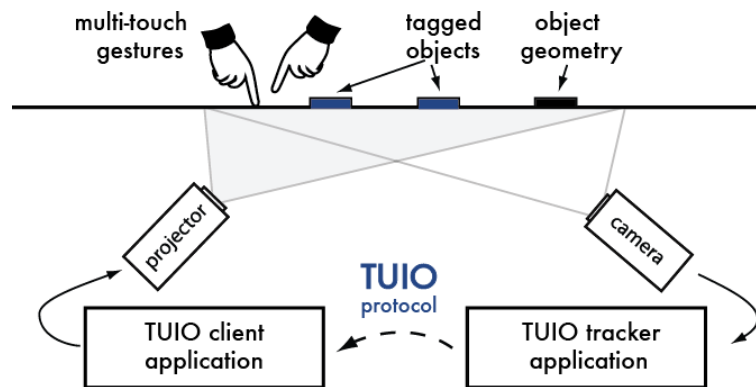 multi-touch
gestures
tagged
objects
object
geometry
projector
camera
TUIO
protocol
TUIO client
application
TUIO tracker
application